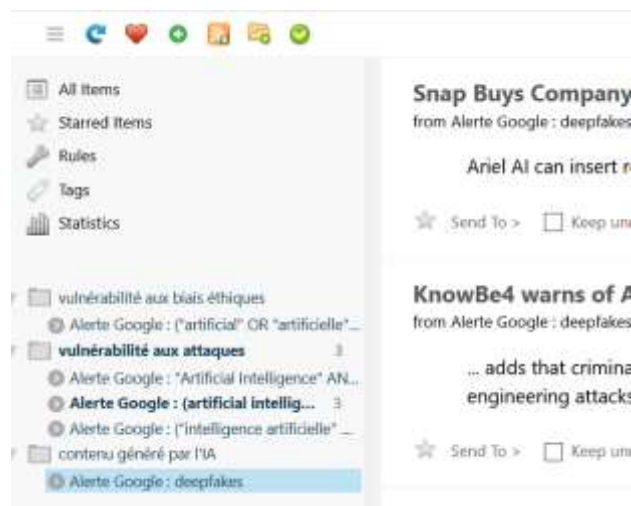 All Items
Starred Items
Rules
Tags
Statistics
vulnérabilité aux biais éthiques
Alerte Google : ("artificial" OR "artificielle"...
vulnérabilité aux attaques 3
Alerte Google : "Artificial Intelligence" AN...
Alerte Google : (artificial intellig... 3
Alerte Google : ("intelligence artificielle" ...
contenu généré par l'IA
Alerte Google : deepfakes
Snap Buys Company
from Alerte Google : deepfakes
Ariel AI can insert r
Send To > Keep un
KnowBe4 warns of A
from Alerte Google : deepfakes
... adds that crimina
engineering attacks
Send To > Keep un